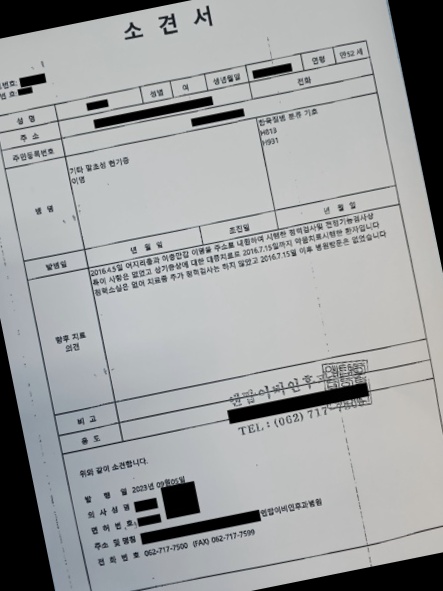 소 견 서
번호:
번 호:
성 명 성별 여 생년월일 연령 만52 세
주 소 전화
주민등록번호
병 명 기타 말초성 현기증
이명
한국질병 분류 기호
H813
H931
발병일 년 월 일 초진일 년 월 일
향후 치료
의견
2016.4.5일 어지러움과 이충만감 이명을 주소로 내원하여 시행한 청력검사및 전정기능검사상
특이 사항은 없었고 상기증상에 대한 대증치료로 2016.7.15일까지 약물치료시행한 환자입니다
청력소실은 없어 치료중 추가 청력검사는 하지 않았고 2016.7.15일 이후 병원방문은 없었습니다
비 고
용 도
TEL : (062) 717-
위와 같이 소견합니다.
발 행 일 2023년 09월05일
의 사 성 명
면 허 번 호
주소 및 명칭 이비인후과병원
전 화 번 호 062-717-7500 (FAX) 062-717-7599